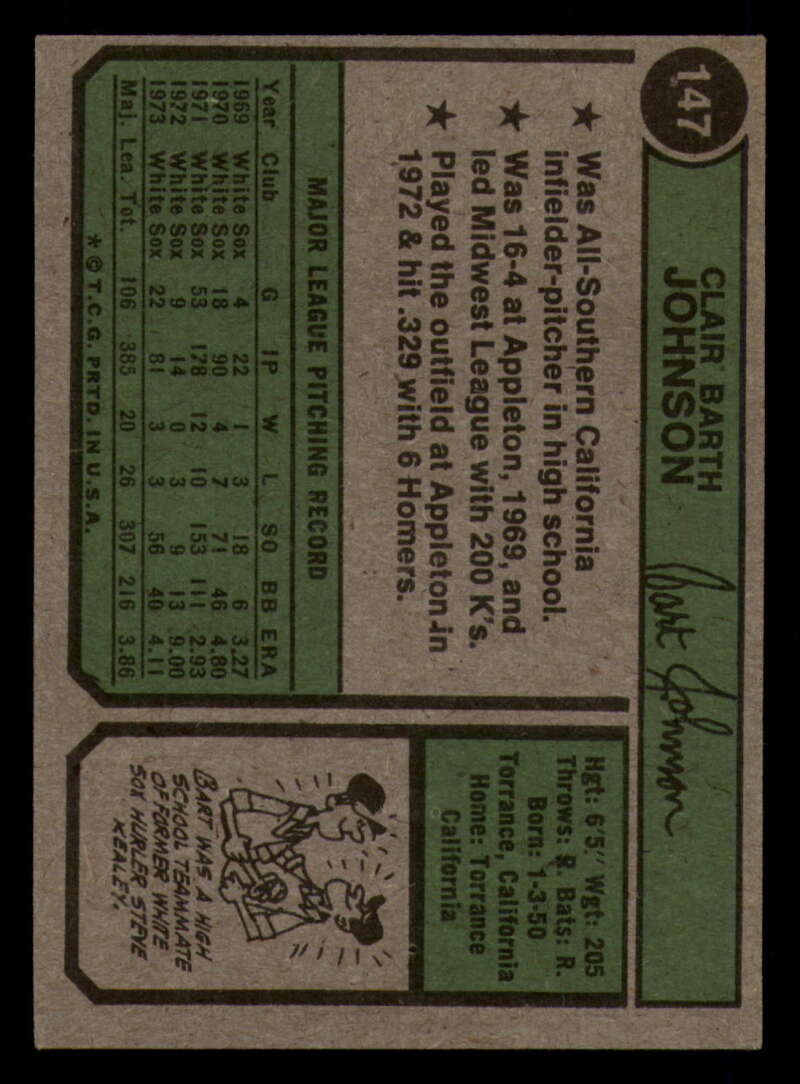 147
CLAIR BARTH
JOHNSON
Bart Johnson
★ Was All-Southern California
infielder-pitcher in high school.
★ Was 16-4 at Appleton, 1969, and
led Midwest League with 200 K's.
★ Played the outfield at Appleton in
1972 & hit .329 with 6 Homers.
MAJOR LEAGUE PITCHING RECORD
Year Club G IP W L SO BB ERA
1969 White Sox 4 22 1 3 18 6 3.27
1970 White Sox 18 90 4 7 71 46 4.80
1971 White Sox 53 178 12 10 153 111 2.93
1972 White Sox 9 14 0 3 9 13 9.00
1973 White Sox 22 81 3 3 56 40 4.11
Maj. Lea. Tot. 106 385 20 26 307 216 3.86
* © T.C.G. PRTD. IN U.S.A.
Hgt: 6'5" Wgt: 205
Throws: R. Bats: R.
Born: 1-3-50
Torrance, California
Home: Torrance
California
BART WAS A HIGH
SCHOOL TEAMMATE
OF FORMER WHITE
SOX HURLER STEVE
KEALEY.